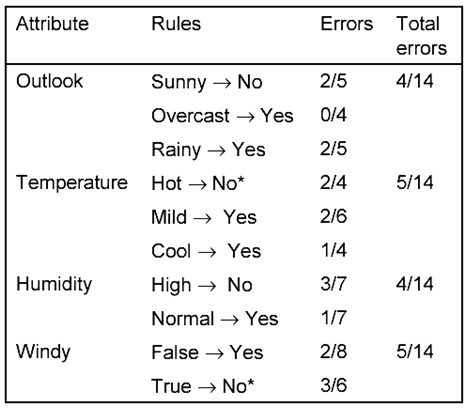 Attribute Rules Errors Total errors
Outlook Sunny → No 2/5 4/14
Overcast → Yes 0/4
Rainy → Yes 2/5
Temperature Hot → No* 2/4 5/14
Mild → Yes 2/6
Cool → Yes 1/4
Humidity High → No 3/7 4/14
Normal → Yes 1/7
Windy False → Yes 2/8 5/14
True → No* 3/6